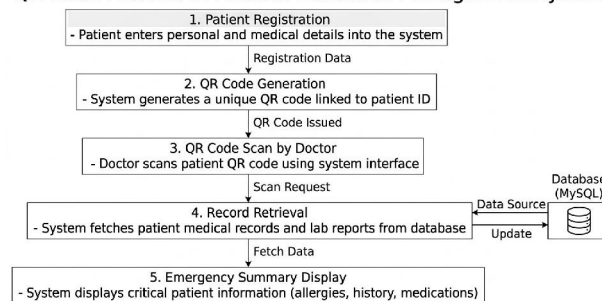 1. Patient Registration
- Patient enters personal and medical details into the system
Registration Data
2. QR Code Generation
- System generates a unique QR code linked to patient ID
QR Code Issued
3. QR Code Scan by Doctor
- Doctor scans patient QR code using system interface
Scan Request
Database
(MySQL)
4. Record Retrieval
- System fetches patient medical records and lab reports from database
Data Source
Update
Fetch Data
5. Emergency Summary Display
- System displays critical patient information (allergies, history, medications)